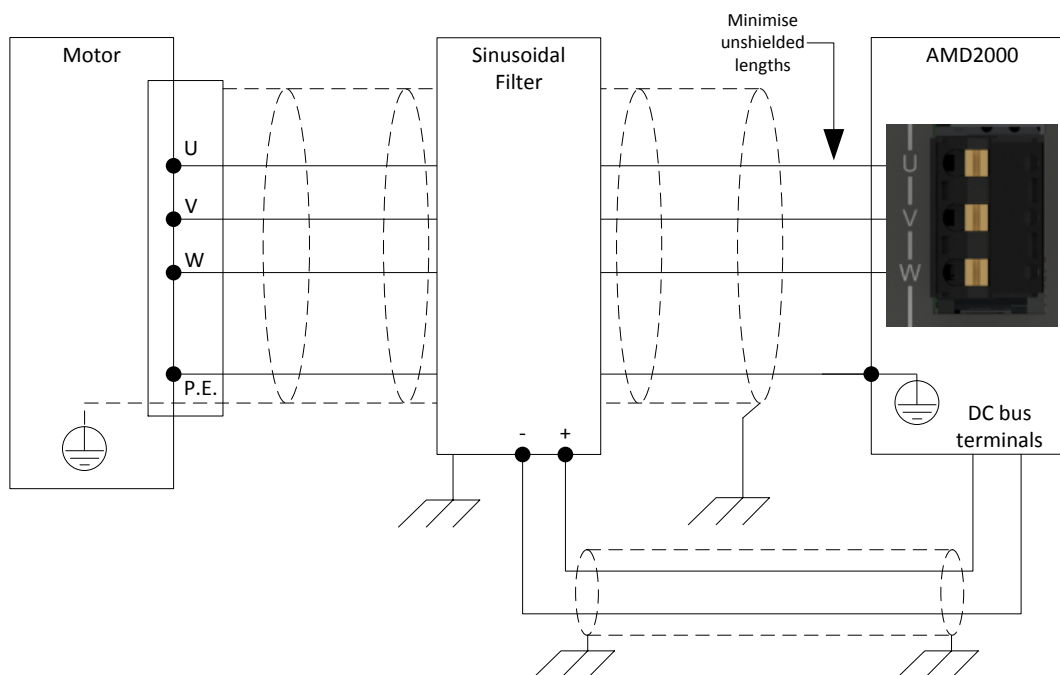 Motor
Sinusoidal
Filter
Minimise
unshielded
lengths
AMD2000
U
V
W
P.E.
U
V
W
-
+
DC bus
terminals